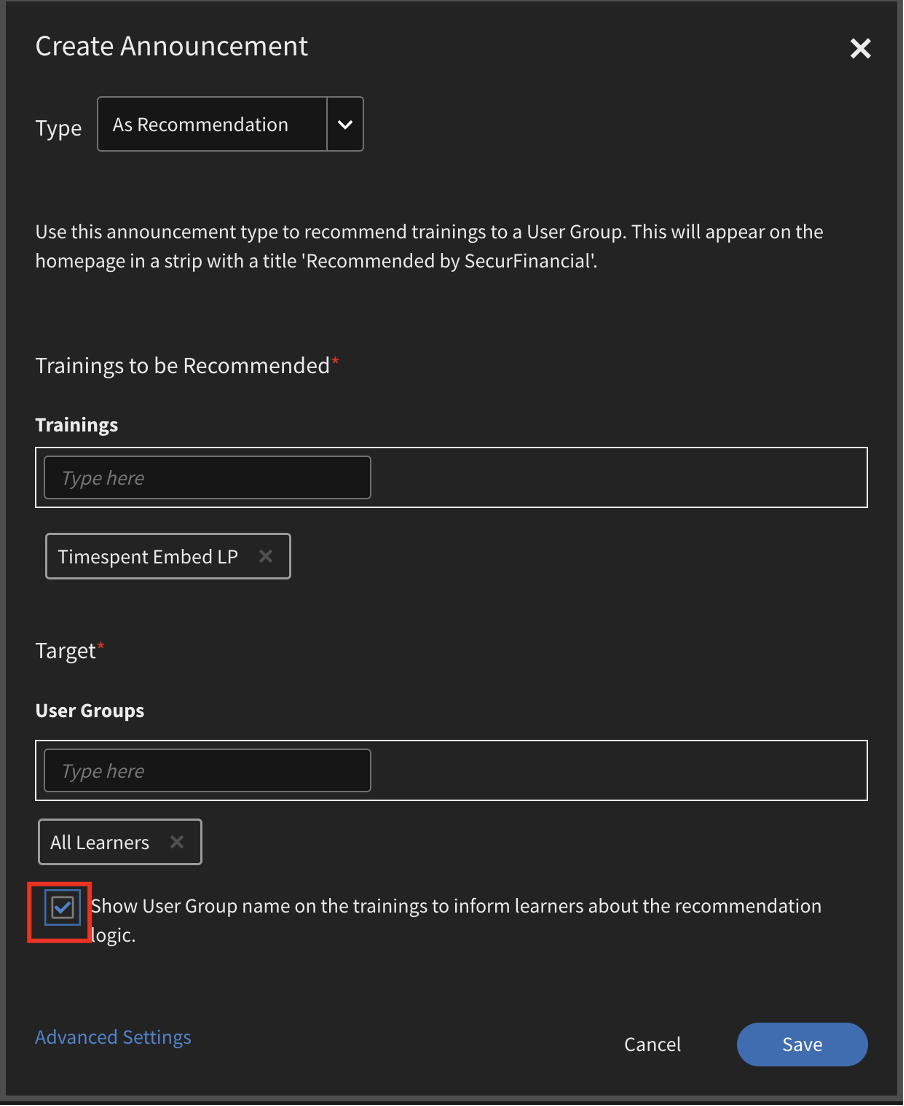 Create Announcement
Type
As Recommendation
Use this announcement type to recommend trainings to a User Group. This will appear on the
homepage in a strip with a title 'Recommended by SecurFinancial'.
Trainings to be Recommended*
Trainings
Type here
Timespent Embed LP
Target*
User Groups
Type here
All Learners
Show User Group name on the trainings to inform learners about the recommendation
logic.
Advanced Settings
Cancel
Save